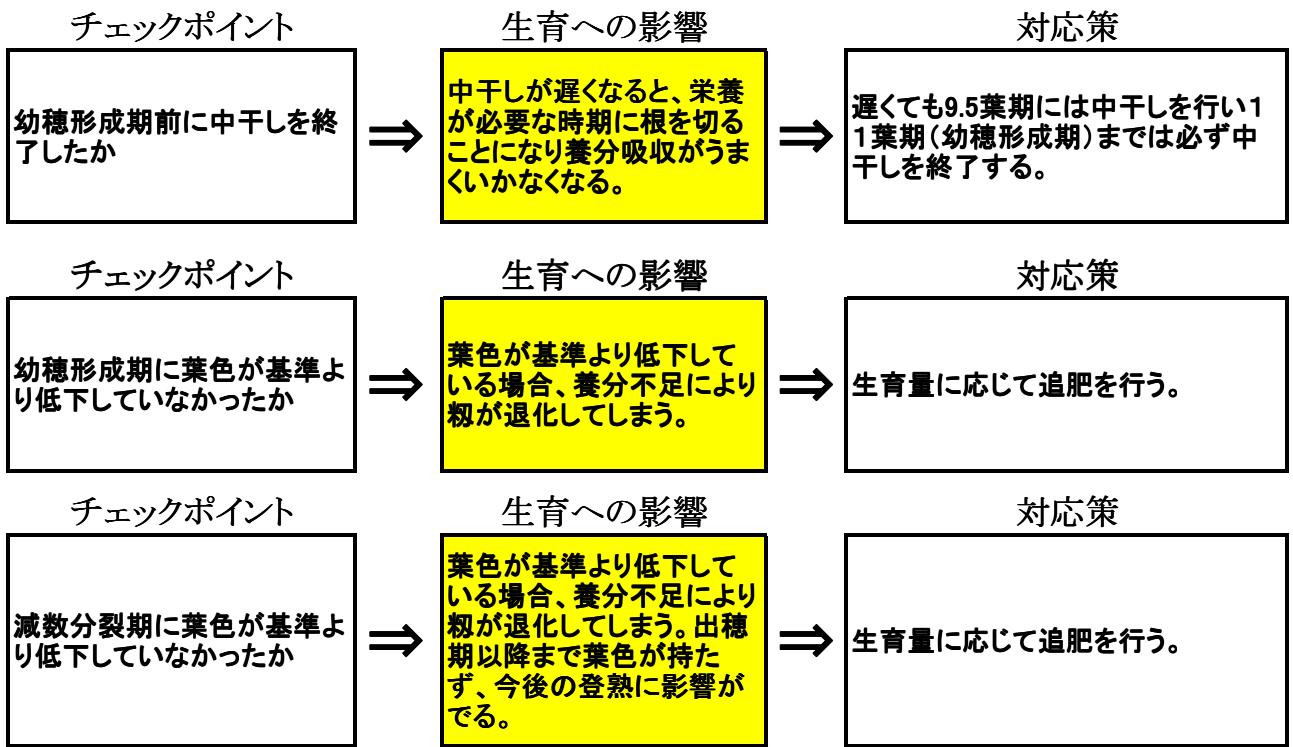 チェックポイント
生育への影響
対応策
幼穂形成期前に中干しを終
了したか
⇒
中干しが遅くなると、栄養
が必要な時期に根を切る
ことになり養分吸収がうま
くいかなくなる。
⇒
遅くても9.5葉期には中干しを行い1
1葉期(幼穂形成期)までは必ず中
干しを終了する。
チェックポイント
生育への影響
対応策
幼穂形成期に葉色が基準よ
り低下していなかったか
⇒
葉色が基準より低下して
いる場合、養分不足により
籾が退化してしまう。
⇒
生育量に応じて追肥を行う。
チェックポイント
生育への影響
対応策
減数分裂期に葉色が基準よ
り低下していなかったか
⇒
葉色が基準より低下して
いる場合、養分不足により
籾が退化してしまう。出穂
期以降まで葉色が持た
ず、今後の登熟に影響が
でる。
⇒
生育量に応じて追肥を行う。